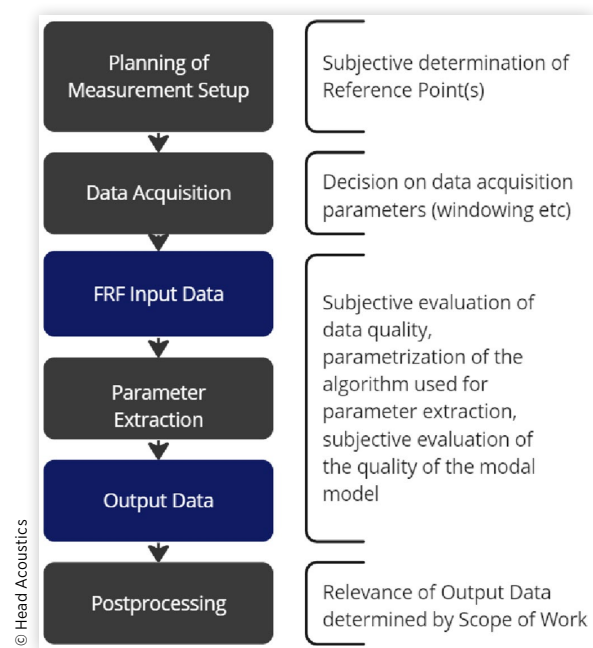 Planning of
Measurement Setup
Subjective determination of
Reference Point(s)
Data Acquisition
Decision on data acquisition
parameters (windowing etc)
FRF Input Data
Parameter
Extraction
Output Data
Subjective evaluation of
data quality,
parametrization of the
algorithm used for
parameter extraction,
subjective evaluation of
the quality of the modal
model
Postprocessing
Relevance of Output Data
determined by Scope of Work
© Head Acoustics